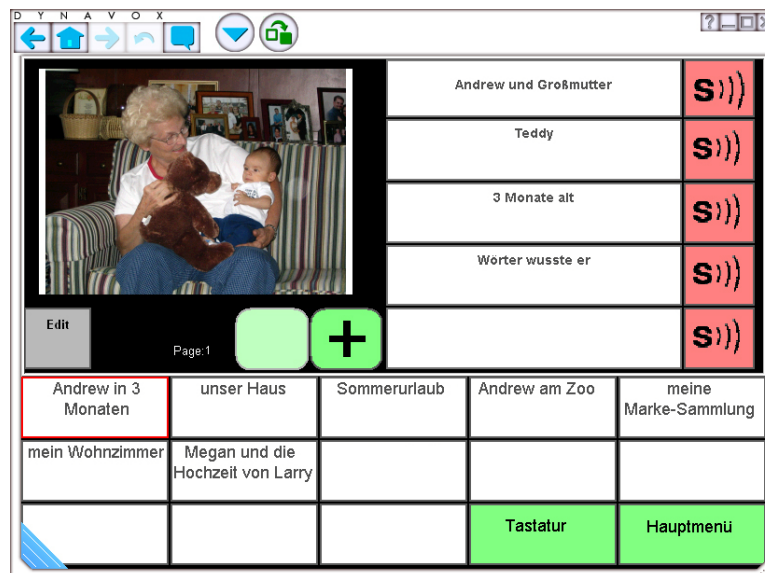 DYNAVOX
?
Andrew und Großmutter
S
Teddy
S
3 Monate alt
S
Wörter wusste er
S
S
Edit
Page:1
+
Andrew in 3
Monaten
unser Haus
Sommerurlaub
Andrew am Zoo
meine
Marke-Sammlung
mein Wohnzimmer
Megan und die
Hochzeit von Larry
Tastatur
Hauptmenü